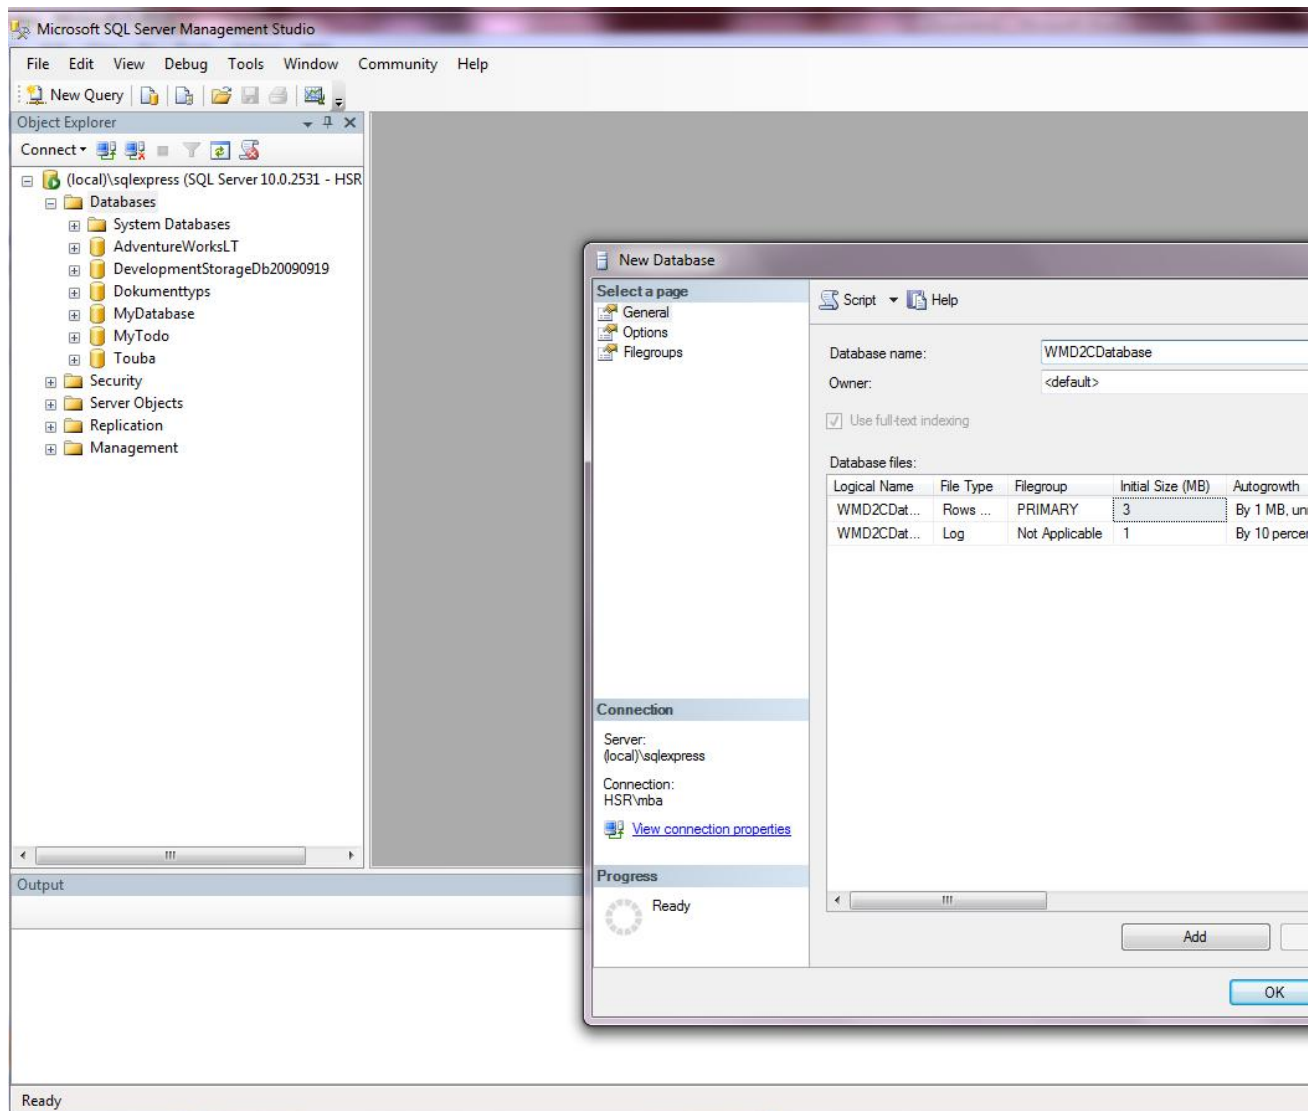 Microsoft SQL Server Management Studio
File Edit View Debug Tools Window Community Help
New Query
Object Explorer
Connect
(local)\sqlexpress (SQL Server 10.0.2531 - HSR
Databases
System Databases
AdventureWorksLT
DevelopmentStorageDb20090919
Dokumenttyps
MyDatabase
MyTodo
Touba
Security
Server Objects
Replication
Management
Output
Ready
New Database
Select a page
General
Options
Filegroups
Connection
Server:
(local)\sqlexpress
Connection:
HSR\mba
View connection properties
Progress
Ready
Script Help
Database name: WMD2CDatabase
Owner: <default>
Use full-text indexing
Database files:
Logical Name File Type Filegroup Initial Size (MB) Autogrowth
WMD2CDat... Rows ... PRIMARY 3 By 1 MB, un
WMD2CDat... Log Not Applicable 1 By 10 percen
Add
OK